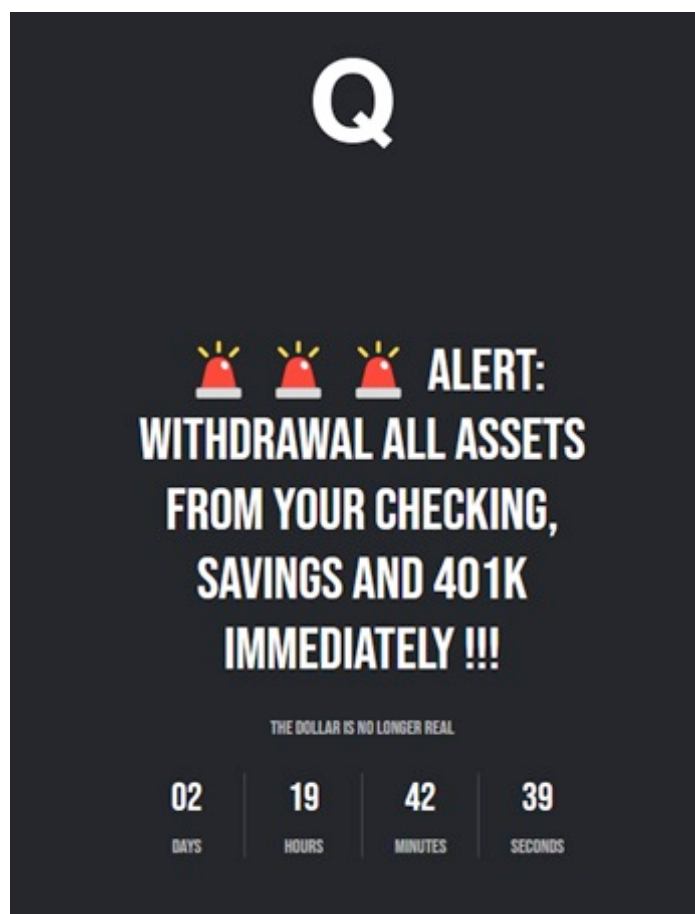 Q
🚨 🚨 🚨 ALERT:
WITHDRAWAL ALL ASSETS
FROM YOUR CHECKING,
SAVINGS AND 401K
IMMEDIATELY !!!
THE DOLLAR IS NO LONGER REAL
02 19 42 39
DAYS HOURS MINUTES SECONDS